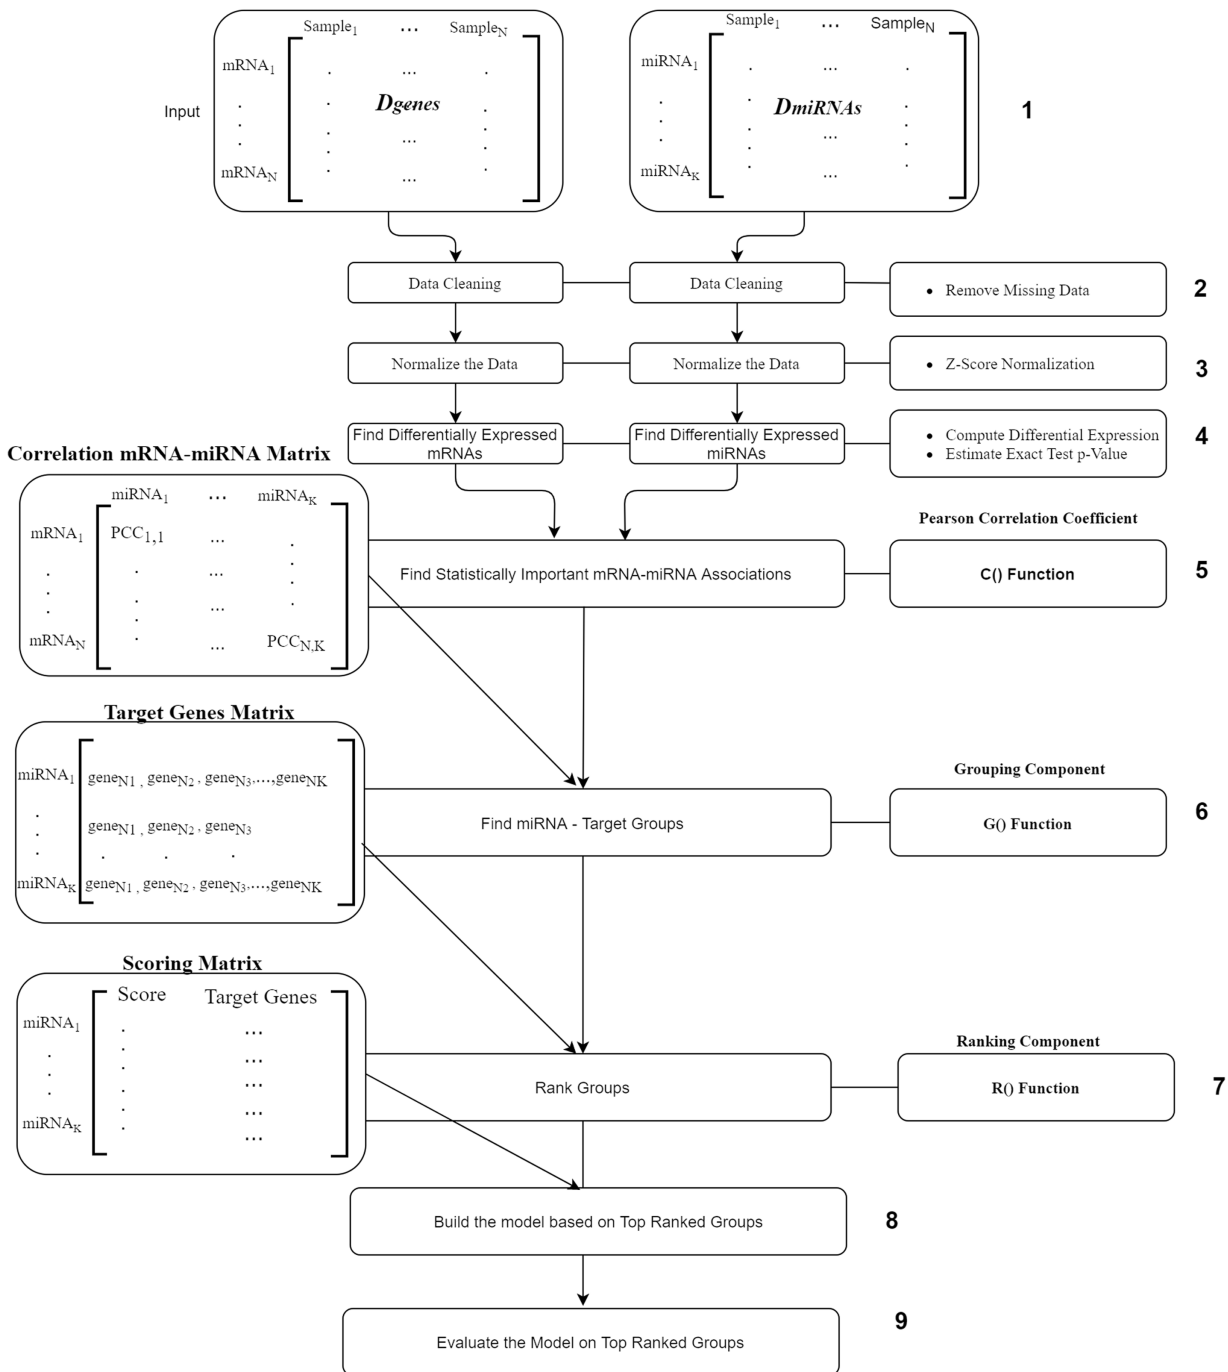 Sample1 ... SampleN
mRNA1
Input
Dgenes
mRNAN
Sample1 ... SampleN
miRNA1
DmiRNAs
miRNAK
1
Data Cleaning
Data Cleaning
• Remove Missing Data
2
Normalize the Data
Normalize the Data
• Z-Score Normalization
3
Find Differentially Expressed
mRNAs
Find Differentially Expressed
miRNAs
• Compute Differential Expression
• Estimate Exact Test p-Value
4
Correlation mRNA-miRNA Matrix
miRNA1 ... miRNAK
mRNA1 PCC1,1 ...
mRNAN ... PCCN,K
Find Statistically Important mRNA-miRNA Associations
Pearson Correlation Coefficient
C() Function
5
Target Genes Matrix
miRNA1 geneN1 , geneN2 , geneN3,...,geneNK
geneN1 , geneN2 , geneN3
miRNAK geneN1 , geneN2 , geneN3,...,geneNK
Find miRNA - Target Groups
Grouping Component
G() Function
6
Scoring Matrix
Score Target Genes
miRNA1 ...
miRNAK ...
Rank Groups
Ranking Component
R() Function
7
Build the model based on Top Ranked Groups
8
Evaluate the Model on Top Ranked Groups
9